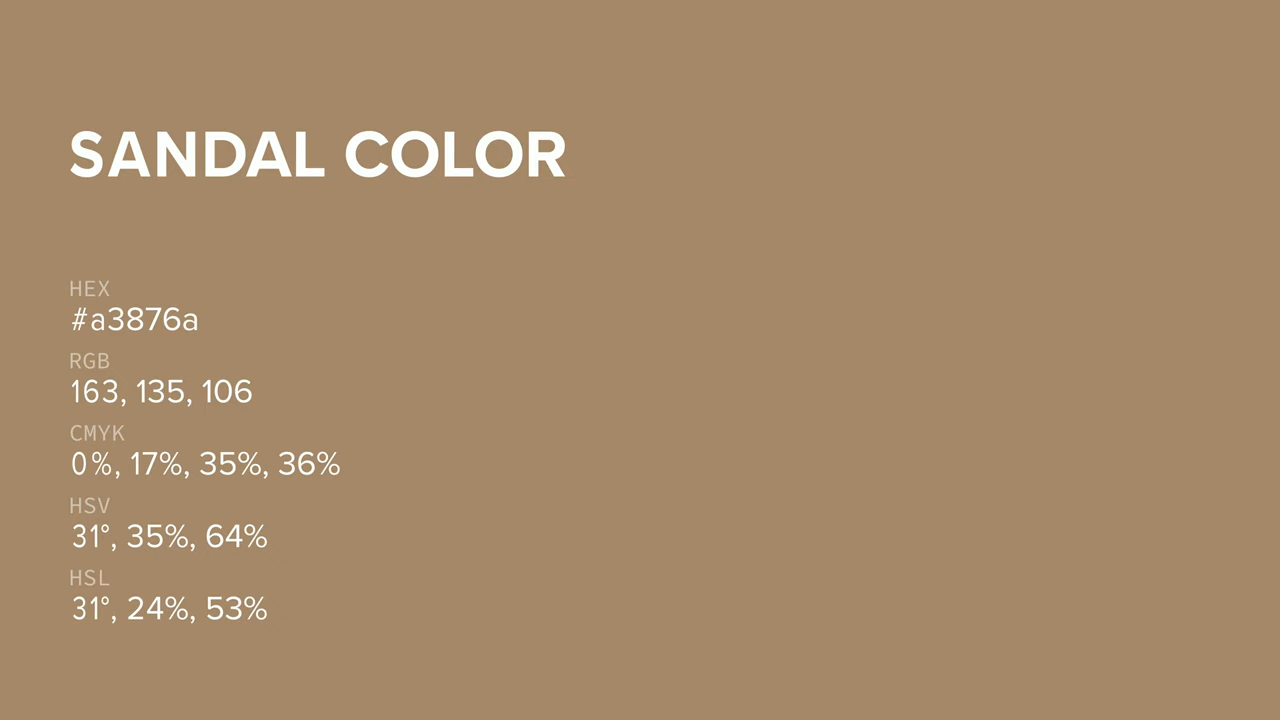 SANDAL COLOR
HEX
#a3876a
RGB
163, 135, 106
CMYK
0%, 17%, 35%, 36%
HSV
31°, 35%, 64%
HSL
31°, 24%, 53%